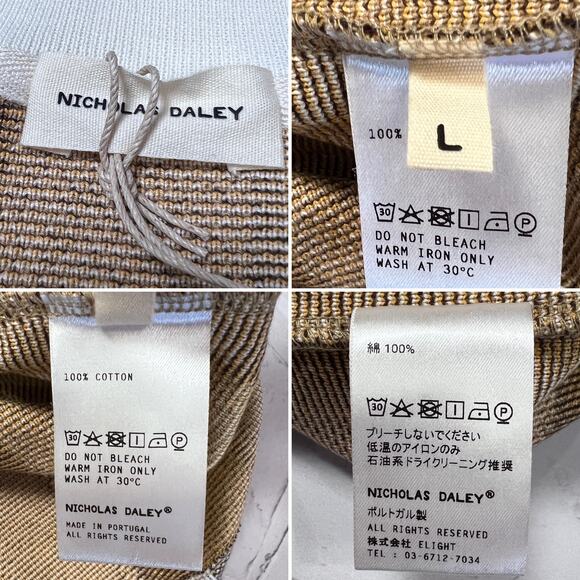 NICHOLAS DALEY
100%
L
30 P
DO NOT BLEACH
WARM IRON ONLY
WASH AT 30°C
100% COTTON
30 P
DO NOT BLEACH
WARM IRON ONLY
WASH AT 30°C
NICHOLAS DALEY®
MADE IN PORTUGAL
ALL RIGHTS RESERVED
綿 100%
30 P
ブリーチしないでください
低温のアイロンのみ
石油系ドライクリーニング推奨
NICHOLAS DALEY®
ポルトガル製
ALL RIGHTS RESERVED
株式会社 ELIGHT
TEL : 03-6712-7034